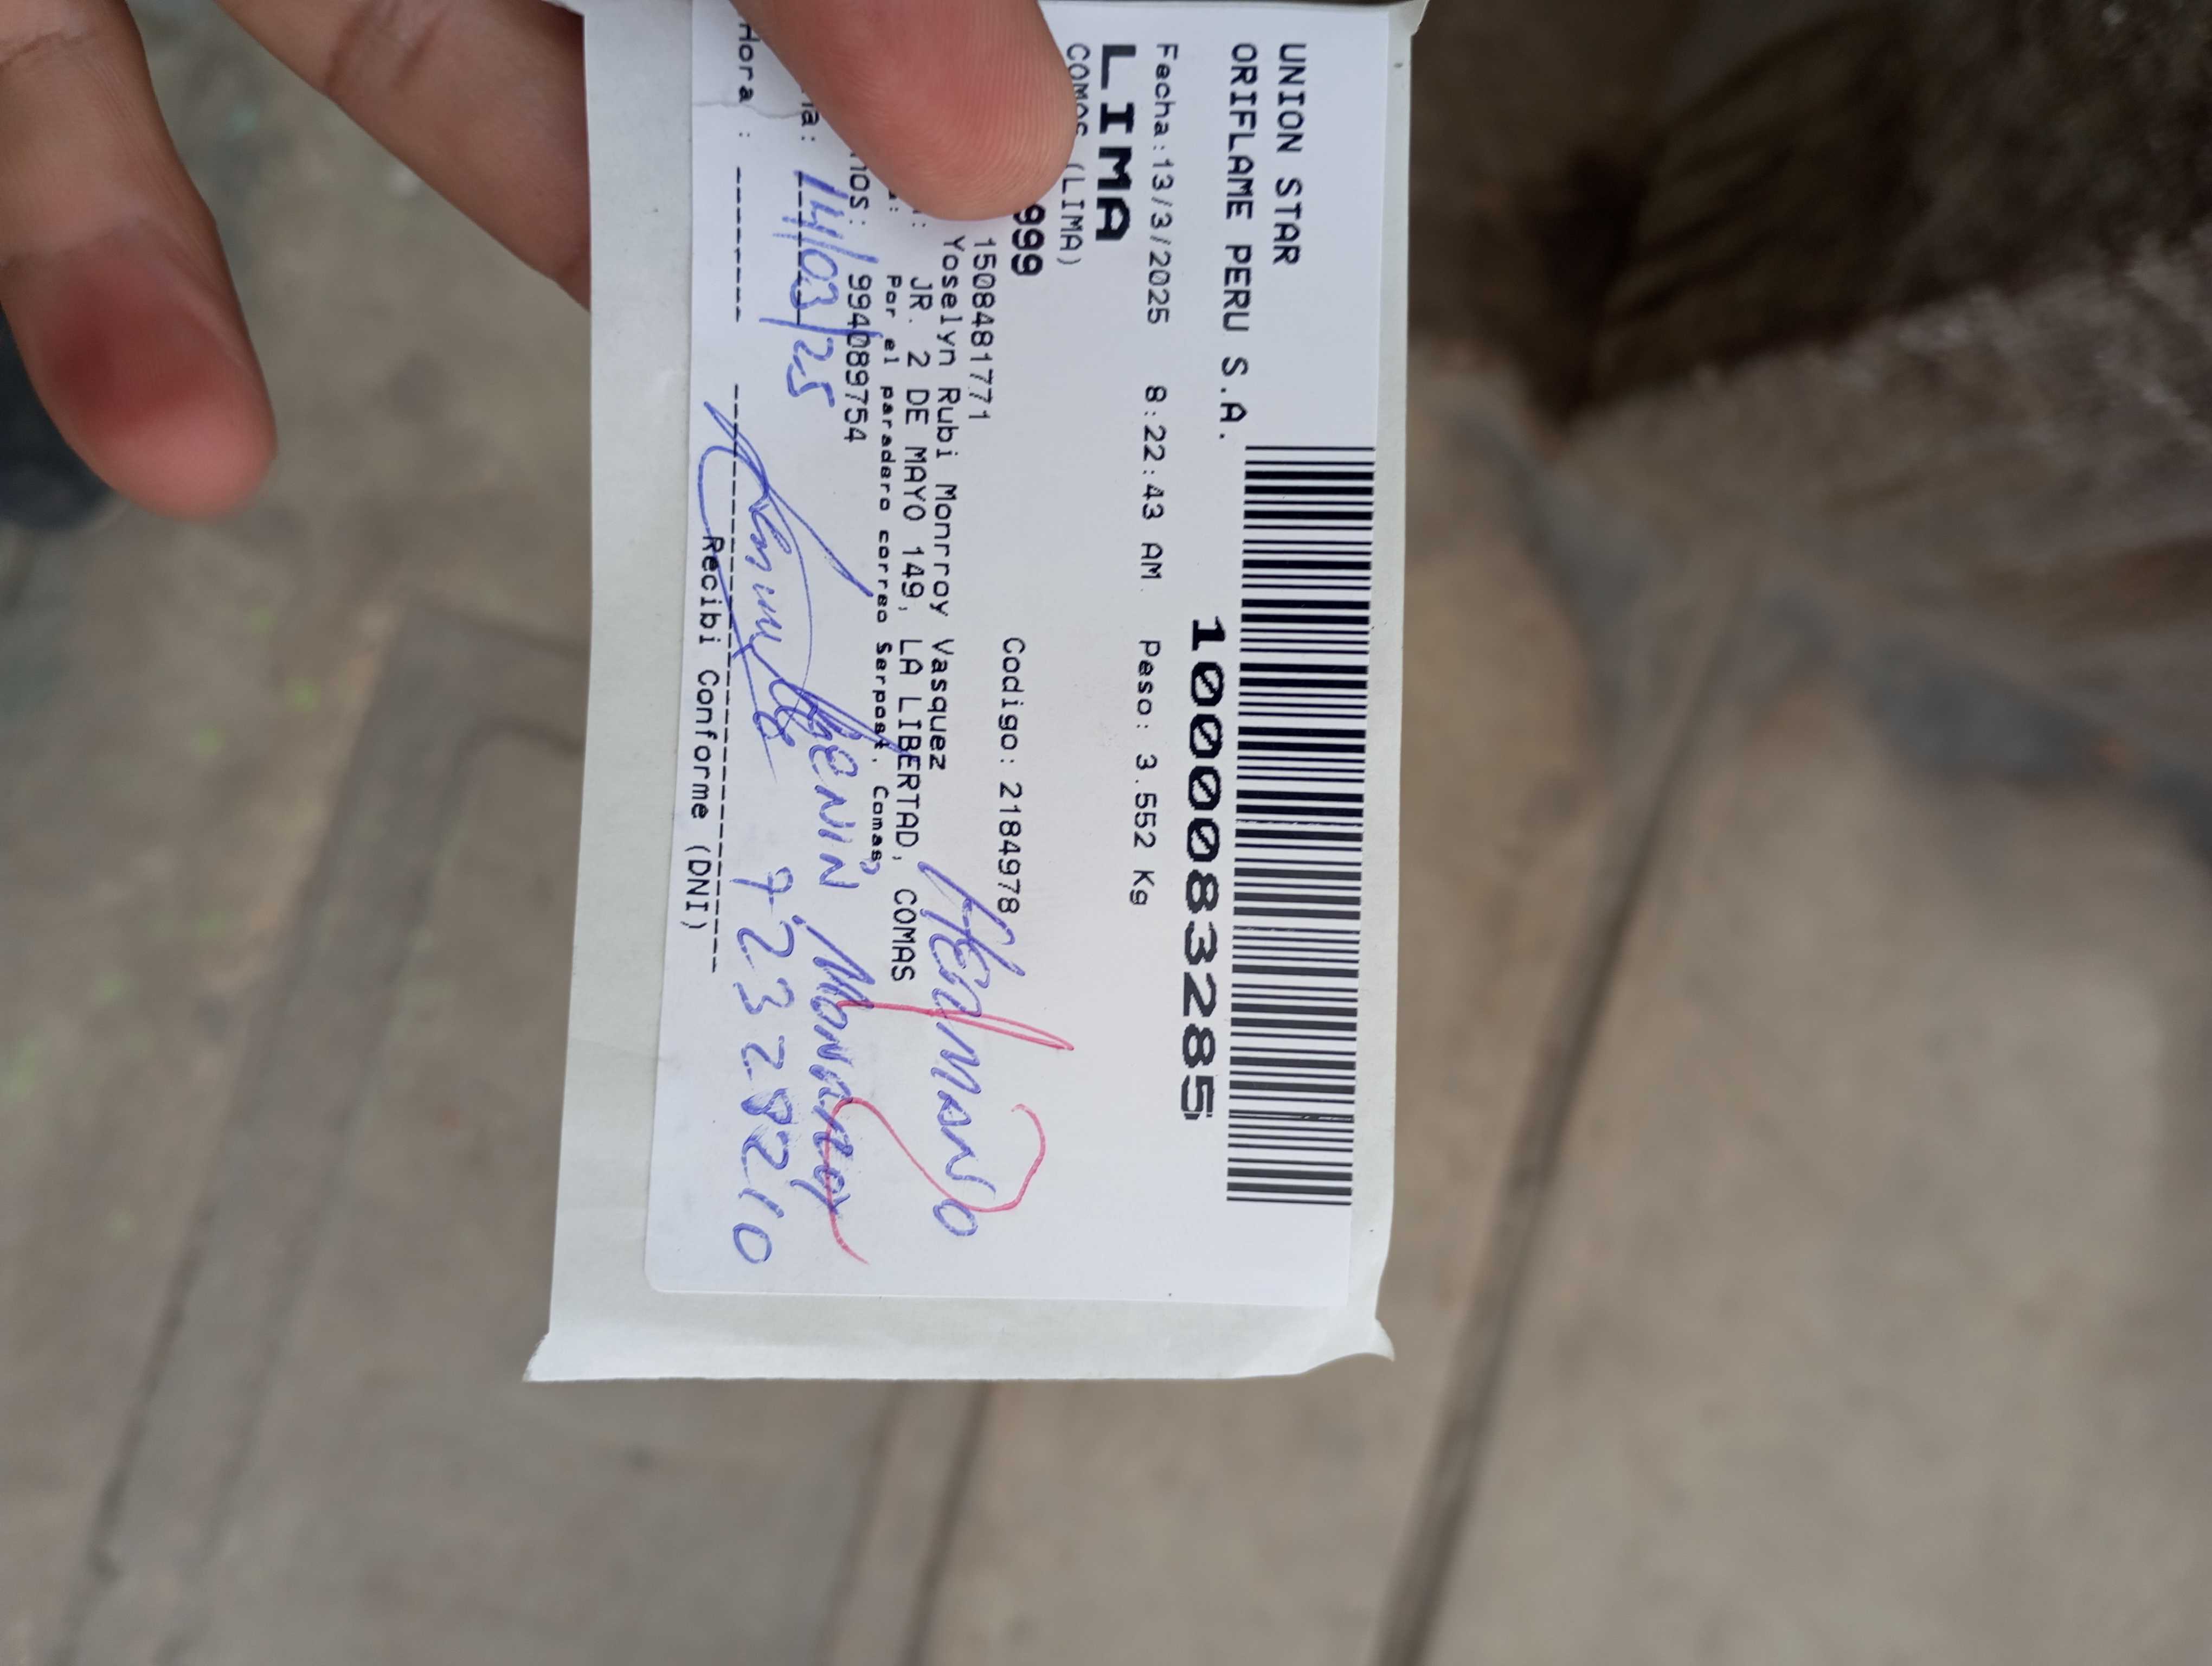 UNION STAR
ORIFLAME PERU S.A.
1000083285
Fecha:13/3/2025 8:22:43 AM Peso: 3.552 Kg
LIMA
COMAS (LIMA)
999 Codigo: 2184978
1508481771
Yoselyn Rubi Monrroy Vasquez
Hermano
JR. 2 DE MAYO 149, LA LIBERTAD, COMAS
Por el paradero correo Serpost, Comas,
nos: 994089754
Monrroy
a: 14/03/25
72328210
Hora :
Recibi Conforme (DNI)